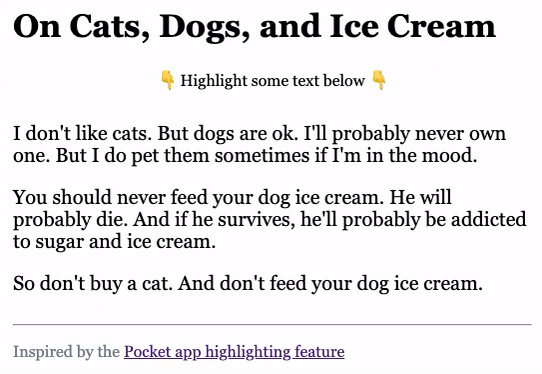 On Cats, Dogs, and Ice Cream
👇 Highlight some text below 👇
I don't like cats. But dogs are ok. I'll probably never own
one. But I do pet them sometimes if I'm in the mood.
You should never feed your dog ice cream. He will
probably die. And if he survives, he'll probably be addicted
to sugar and ice cream.
So don't buy a cat. And don't feed your dog ice cream.
Inspired by the Pocket app highlighting feature